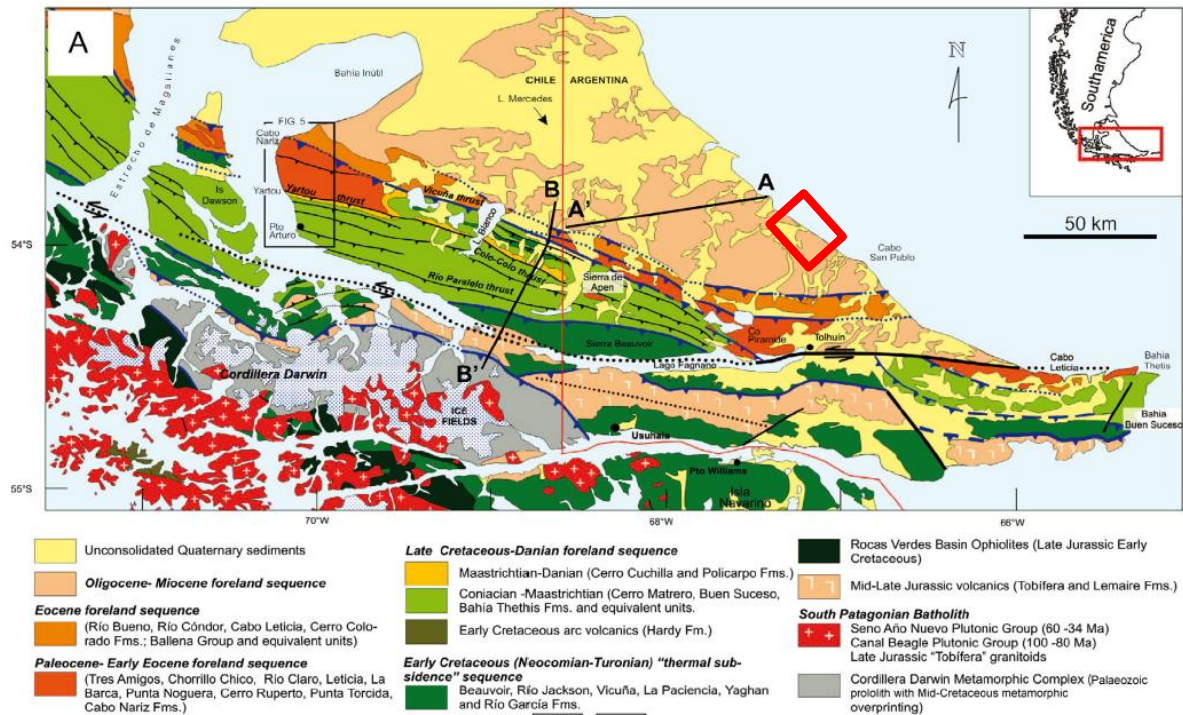 A
Estrecho de Magallanes
Bahia Inútil
CHILE
ARGENTINA
L. Mercedes
N
Southamerica
FIG. 5
Cabo
Nariz
Is
Dawson
Yartou
Yartou thrust
Vicuña thrust
B
A'
A
50 km
Pto
Arturo
L. Blanco
Colo-Colo thrust
Río Paralelo thrust
Sierra de
Apen
Cabo
San Pablo
54°S
Sierra Beauvoir
Co
Piramide
Tolhuin
Lago Fagnano
Cabo
Leticia
Bahia
Thetis
Cordillera Darwin
B'
ICE
FIELDS
Usuhaia
Bahia
Buen Suceso
Pto Williams
Isla
Navarino
55°S
70°W
68°W
66°W
Unconsolidated Quaternary sediments
Oligocene- Miocene foreland sequence
Eocene foreland sequence
(Río Bueno, Río Cóndor, Cabo Leticia, Cerro Colo-
rado Fms.; Ballena Group and equivalent units)
Paleocene- Early Eocene foreland sequence
(Tres Amigos, Chorrillo Chico, Rio Claro, Leticia, La
Barca, Punta Noguera, Cerro Ruperto, Punta Torcida,
Cabo Nariz Fms.)
Late Cretaceous-Danian foreland sequence
Maastrichtian-Danian (Cerro Cuchilla and Policarpo Fms.)
Coniacian -Maastrichtian (Cerro Matrero, Buen Suceso,
Bahía Thethis Fms. and equivalent units.
Early Cretaceous arc volcanics (Hardy Fm.)
Early Cretaceous (Neocomian-Turonian) "thermal sub-
sidence" sequence
Beauvoir, Río Jackson, Vicuña, La Paciencia, Yaghan
and Río García Fms.
Rocas Verdes Basin Ophiolites (Late Jurassic Early
Cretaceous)
Mid-Late Jurassic volcanics (Tobífera and Lemaire Fms.)
South Patagonian Batholith
Seno Año Nuevo Plutonic Group (60 -34 Ma)
Canal Beagle Plutonic Group (100 -80 Ma)
Late Jurassic "Tobífera" granitoids
Cordillera Darwin Metamorphic Complex (Palaeozoic
prololith with Mid-Cretaceous metamorphic
overprinting)